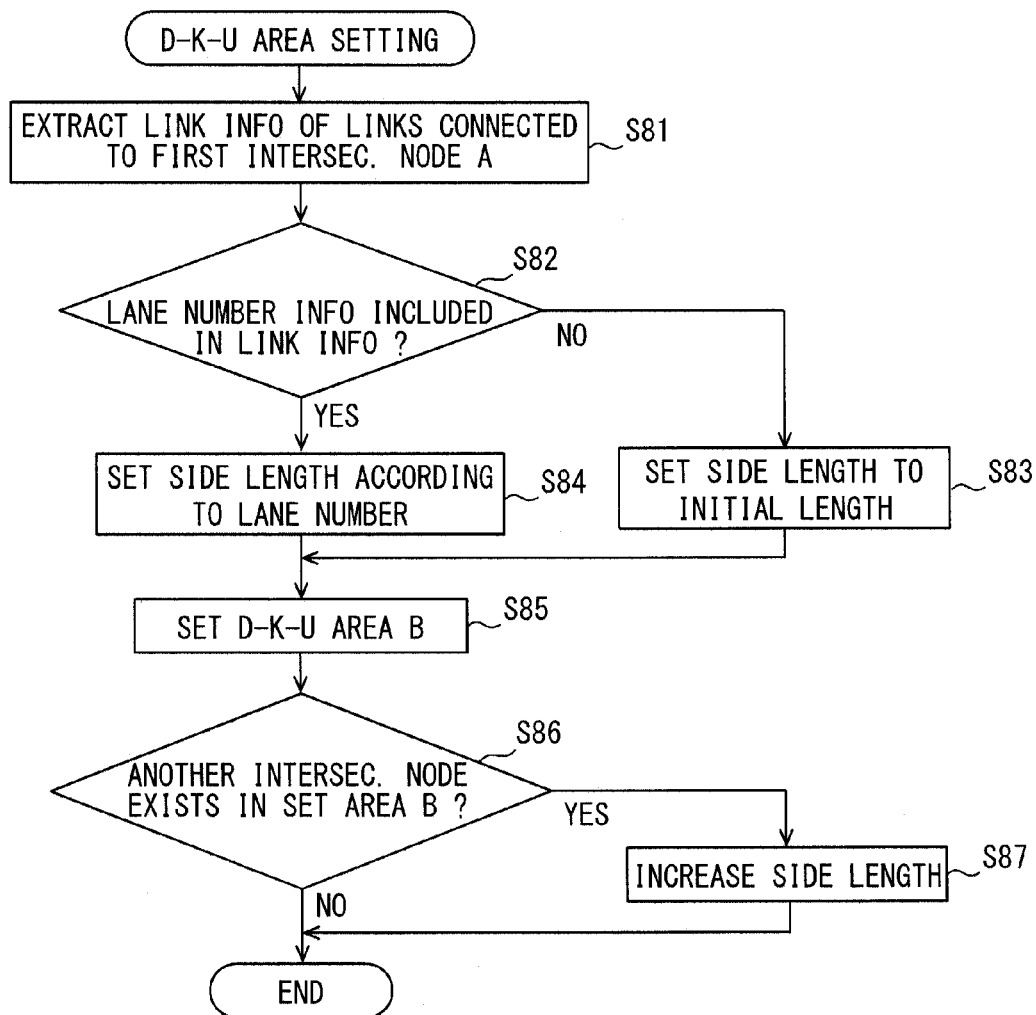 D-K-U AREA SETTING
EXTRACT LINK INFO OF LINKS CONNECTED
TO FIRST INTERSEC. NODE A
S81
S82
LANE NUMBER INFO INCLUDED
IN LINK INFO ?
NO
YES
SET SIDE LENGTH ACCORDING
TO LANE NUMBER
S84
SET SIDE LENGTH TO
INITIAL LENGTH
S83
SET D-K-U AREA B
S85
S86
ANOTHER INTERSEC. NODE
EXISTS IN SET AREA B ?
YES
INCREASE SIDE LENGTH
S87
NO
END